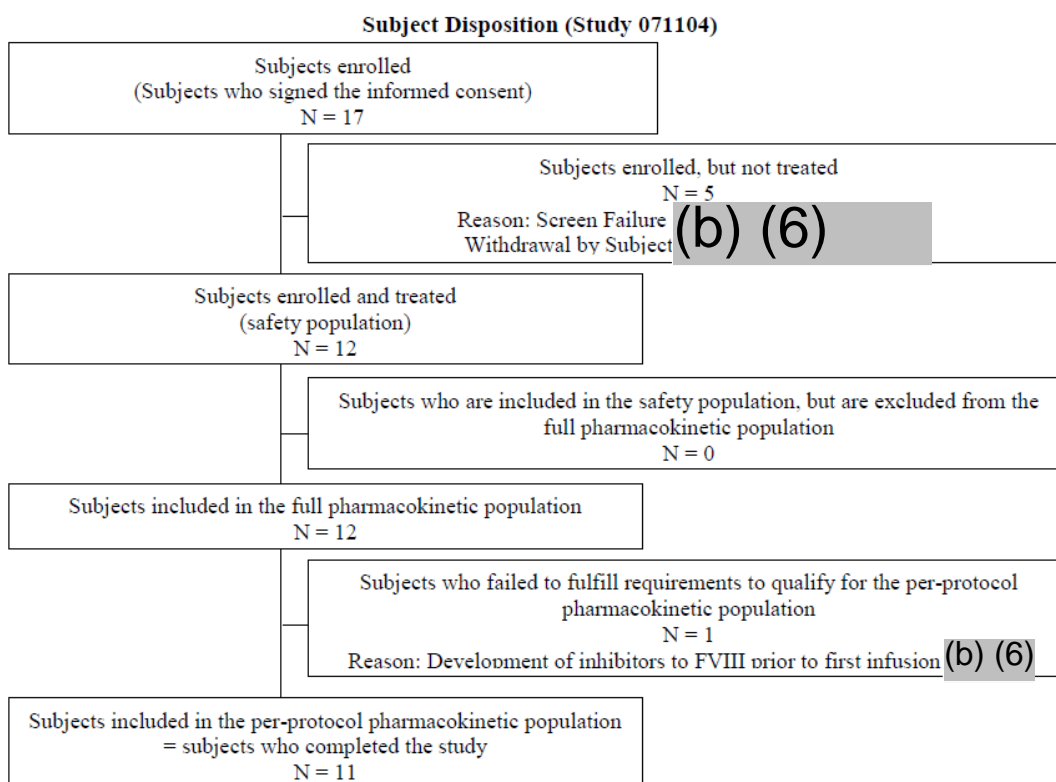 Subject Disposition (Study 071104)
Subjects enrolled
(Subjects who signed the informed consent)
N = 17
Subjects enrolled, but not treated
N = 5
Reason: Screen Failure
Withdrawal by Subject
(b) (6)
Subjects enrolled and treated
(safety population)
N = 12
Subjects who are included in the safety population, but are excluded from the
full pharmacokinetic population
N = 0
Subjects included in the full pharmacokinetic population
N = 12
Subjects who failed to fulfill requirements to qualify for the per-protocol
pharmacokinetic population
N = 1
Reason: Development of inhibitors to FVIII prior to first infusion (b) (6)
Subjects included in the per-protocol pharmacokinetic population
= subjects who completed the study
N = 11